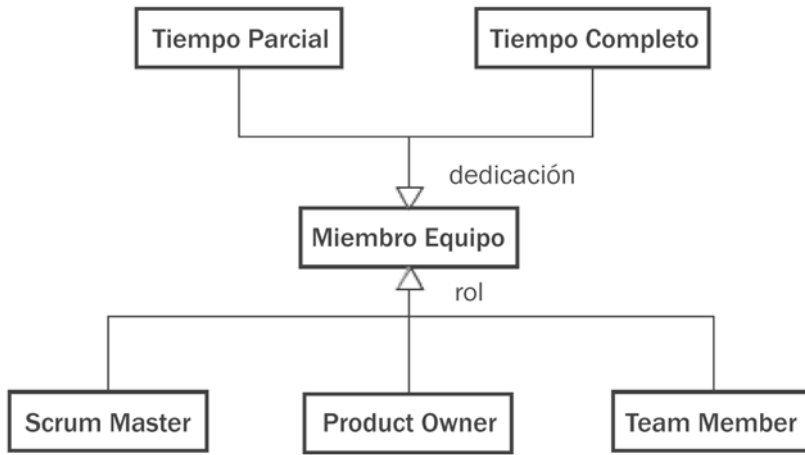 Tiempo Parcial
Tiempo Completo
dedicación
Miembro Equipo
rol
Scrum Master
Product Owner
Team Member